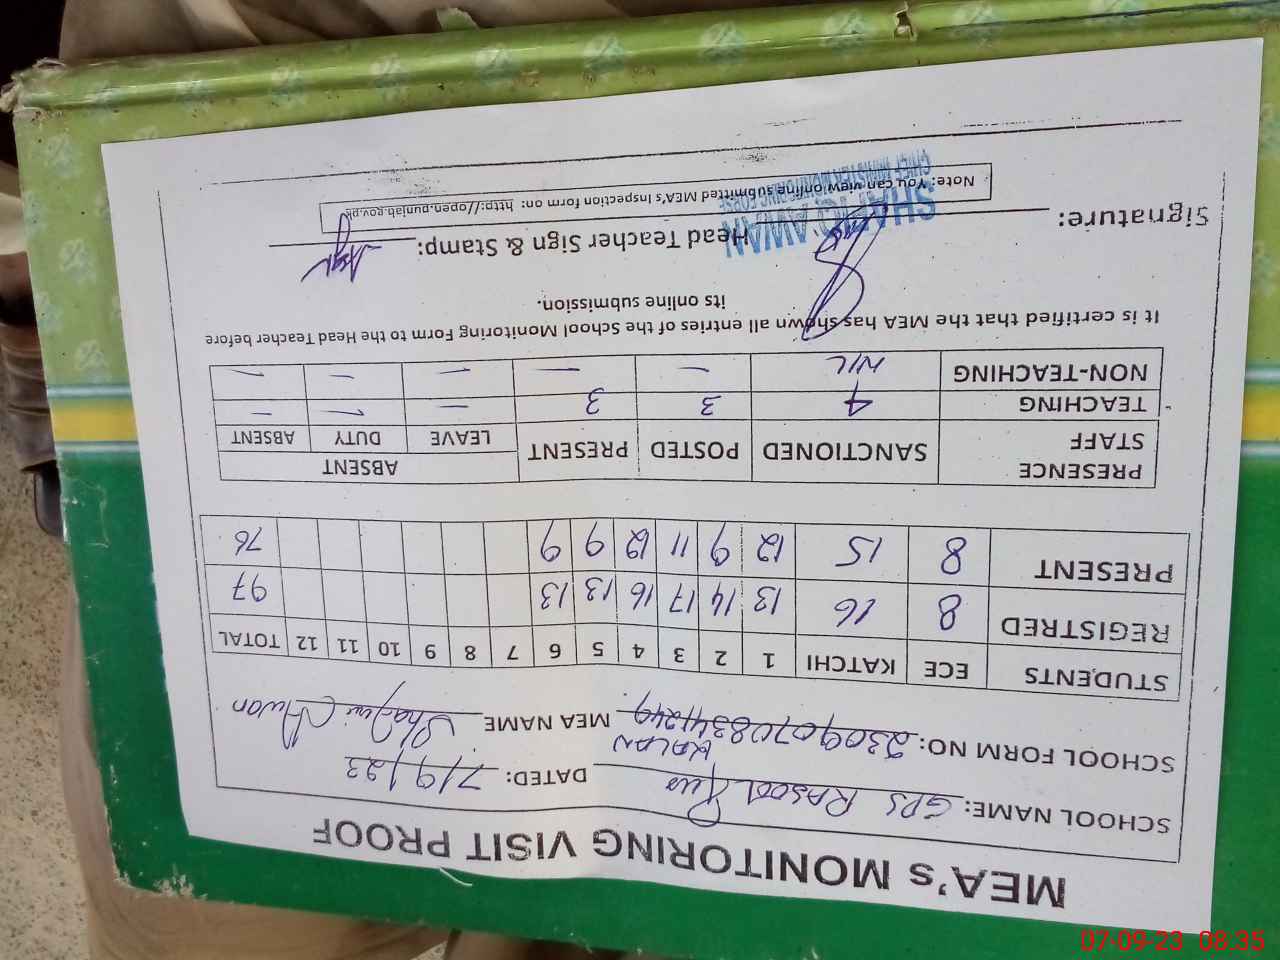 MEA's MONITORING VISIT PROOF
SCHOOL NAME: GPS RASOOL Pur KALAN DATED: 7/9/23
SCHOOL FORM NO: 2309070834249 MEA NAME Shafqui Awan
STUDENTS ECE KATCHI 1 2 3 4 5 6 7 8 9 10 11 12 TOTAL
REGISTRED 8 16 13 14 17 16 13 13 97
PRESENT 8 15 12 9 11 12 9 9 76
PRESENCE STAFF SANCTIONED POSTED PRESENT ABSENT
LEAVE DUTY ABSENT
TEACHING 4 3 3 — — —
NON-TEACHING N/L — — — — —
It is certified that the MEA has shown all entries of the School Monitoring Form to the Head Teacher before
its online submission.
Signature: Head Teacher Sign & Stamp:
SHAFIQ AWAN
CHIEF MINISTER MONITORING FORCE
Note: You can view online submitted MEA's inspection form on: http://open.punjab.gov.pk
07-09-23 08:35